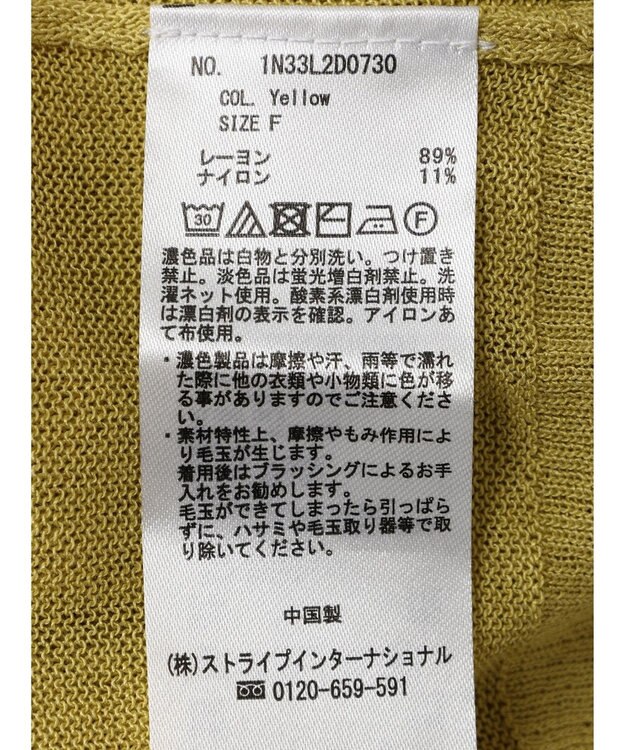 NO. 1N33L2D0730
COL. Yellow
SIZE F
レーヨン 89%
ナイロン 11%
30 F
濃色品は白物と分別洗い。つけ置き
禁止。淡色品は蛍光増白剤禁止。洗
濯ネット使用。酸素系漂白剤使用時
は漂白剤の表示を確認。アイロンあ
て布使用。
・濃色製品は摩擦や汗、雨等で濡れ
た際に他の衣類や小物類に色が移
る事がありますのでご注意くださ
い。
・素材特性上、摩擦やもみ作用によ
り毛玉が生じます。
着用後はブラッシングによるお手
入れをお勧めします。
毛玉ができてしまったら引っぱら
ずに、ハサミや毛玉取り器等で取
り除いてください。
中国製
(株)ストライプインターナショナル
0120-659-591